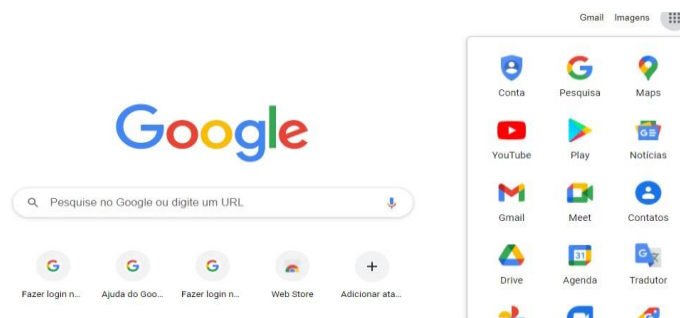 Gmail Imagens
Google
Pesquise no Google ou digite um URL
Fazer login n... Ajuda do Goo... Fazer login n... Web Store Adicionar ata...
Conta Pesquisa Maps
YouTube Play Notícias
Gmail Meet Contatos
31
Drive Agenda Tradutor